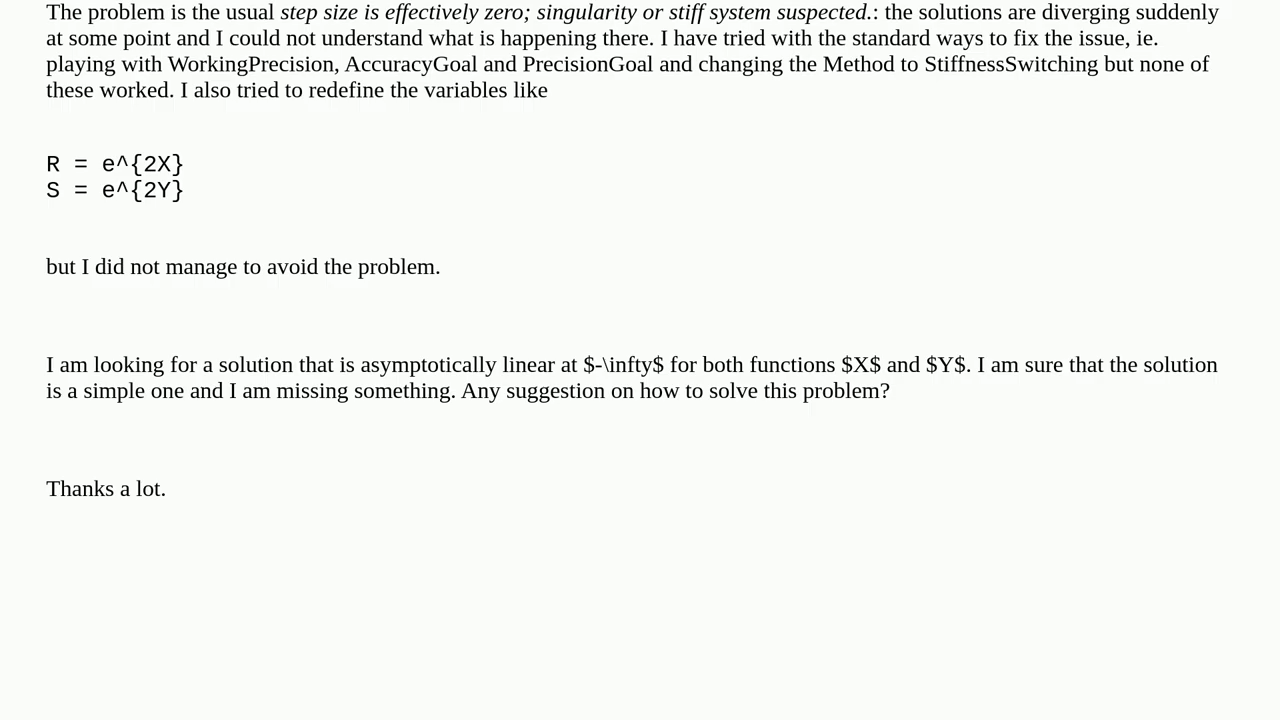 The problem is the usual step size is effectively zero; singularity or stiff system suspected.: the solutions are diverging suddenly
at some point and I could not understand what is happening there. I have tried with the standard ways to fix the issue, ie.
playing with WorkingPrecision, AccuracyGoal and PrecisionGoal and changing the Method to StiffnessSwitching but none of
these worked. I also tried to redefine the variables like
R = e^{2X}
S = e^{2Y}
but I did not manage to avoid the problem.
I am looking for a solution that is asymptotically linear at $-\infty$ for both functions $X$ and $Y$. I am sure that the solution
is a simple one and I am missing something. Any suggestion on how to solve this problem?
Thanks a lot.